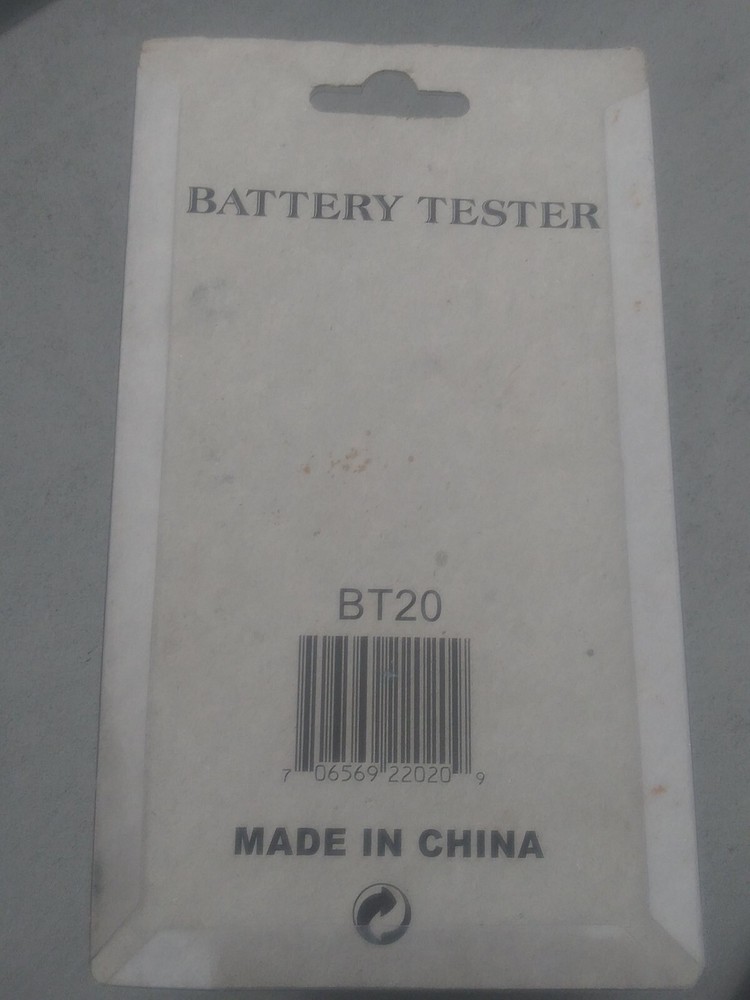 BATTERY TESTER
BT20
7 06569 22020 9
MADE IN CHINA